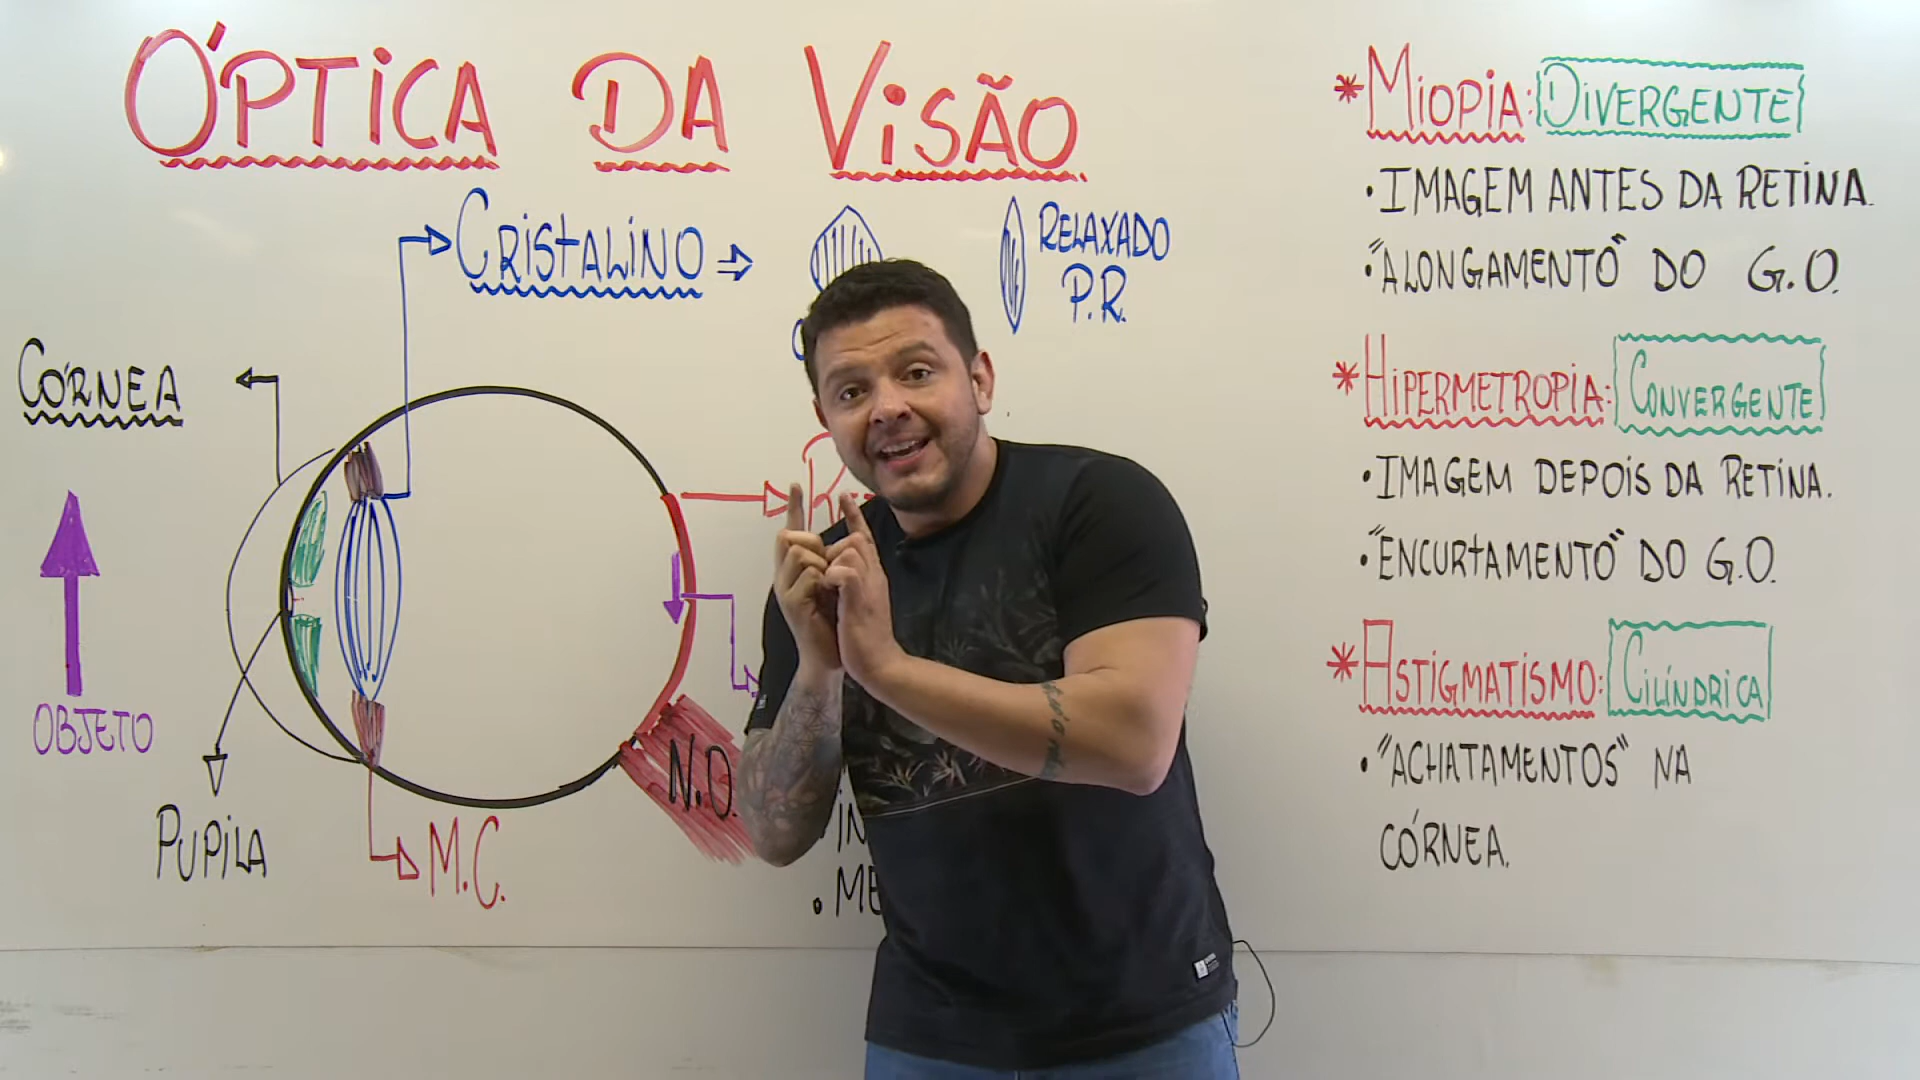 ÓPTICA DA VISÃO
CRISTALINO
RELAXADO
P.R.
CÓRNEA
OBJETO
PUPILA
M.C.
N.O.
* MIOPIA: DIVERGENTE
• IMAGEM ANTES DA RETINA.
• "ALONGAMENTO" DO G.O.
* HIPERMETROPIA: CONVERGENTE
• IMAGEM DEPOIS DA RETINA.
• "ENCURTAMENTO" DO G.O.
* ASTIGMATISMO: CILÍNDRICA
• "ACHATAMENTOS" NA
CÓRNEA.